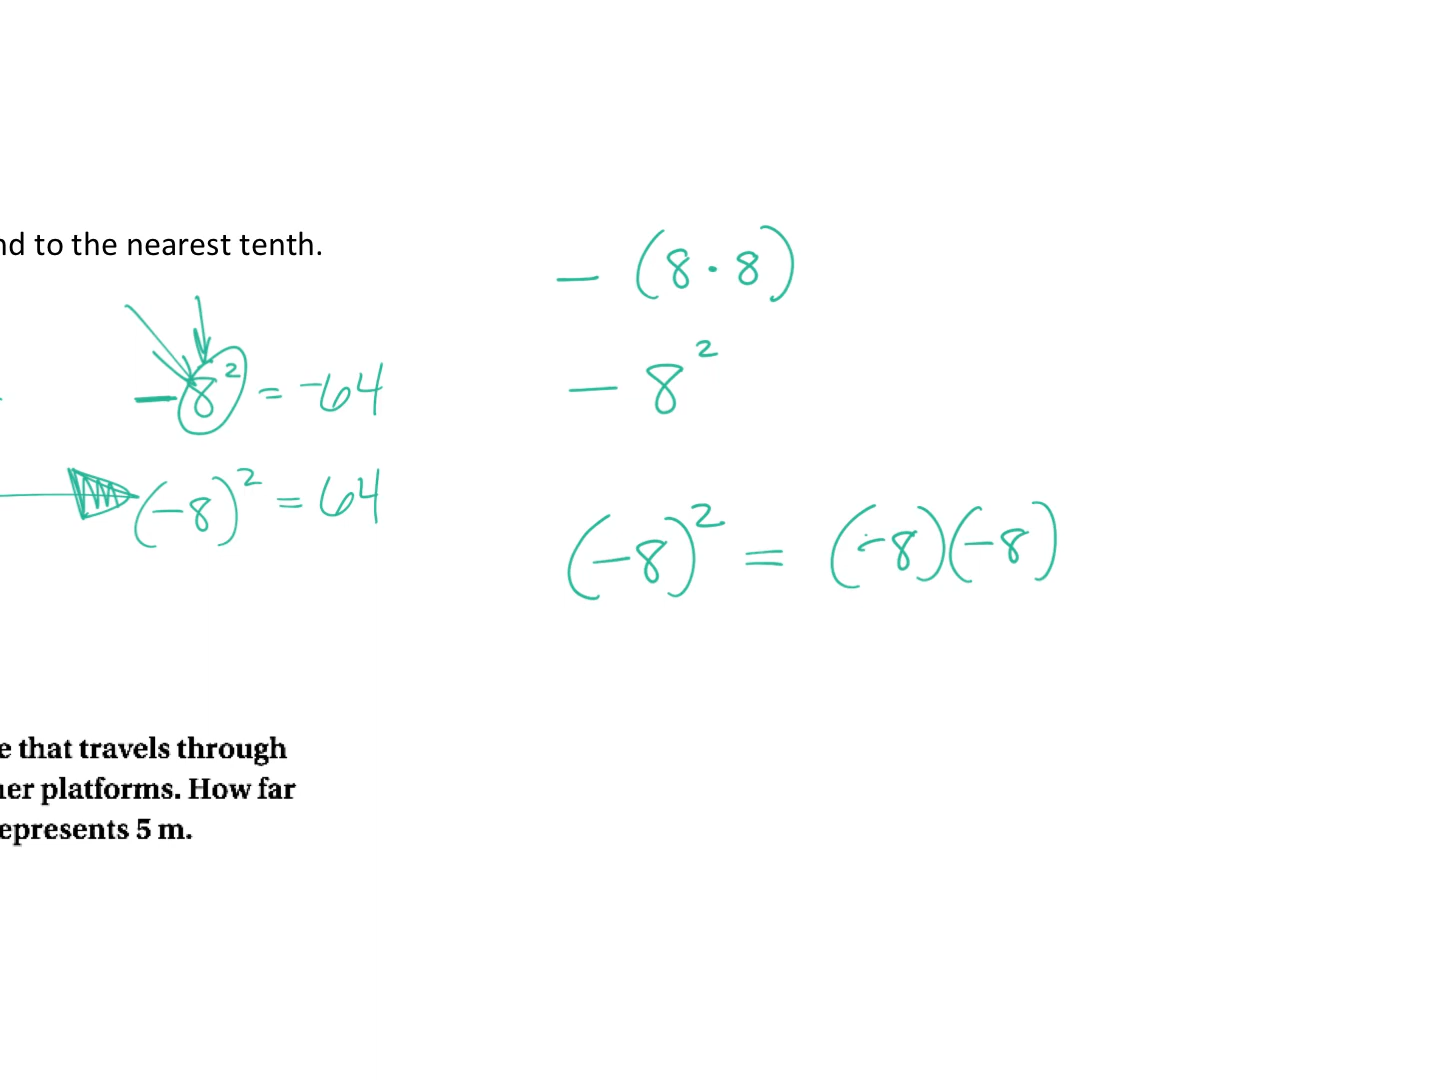 nd to the nearest tenth.
-8² = -64
(-8)² = 64
- (8 · 8)
- 8²
(-8)² = (-8)(-8)
e that travels through
er platforms. How far
epresents 5 m.